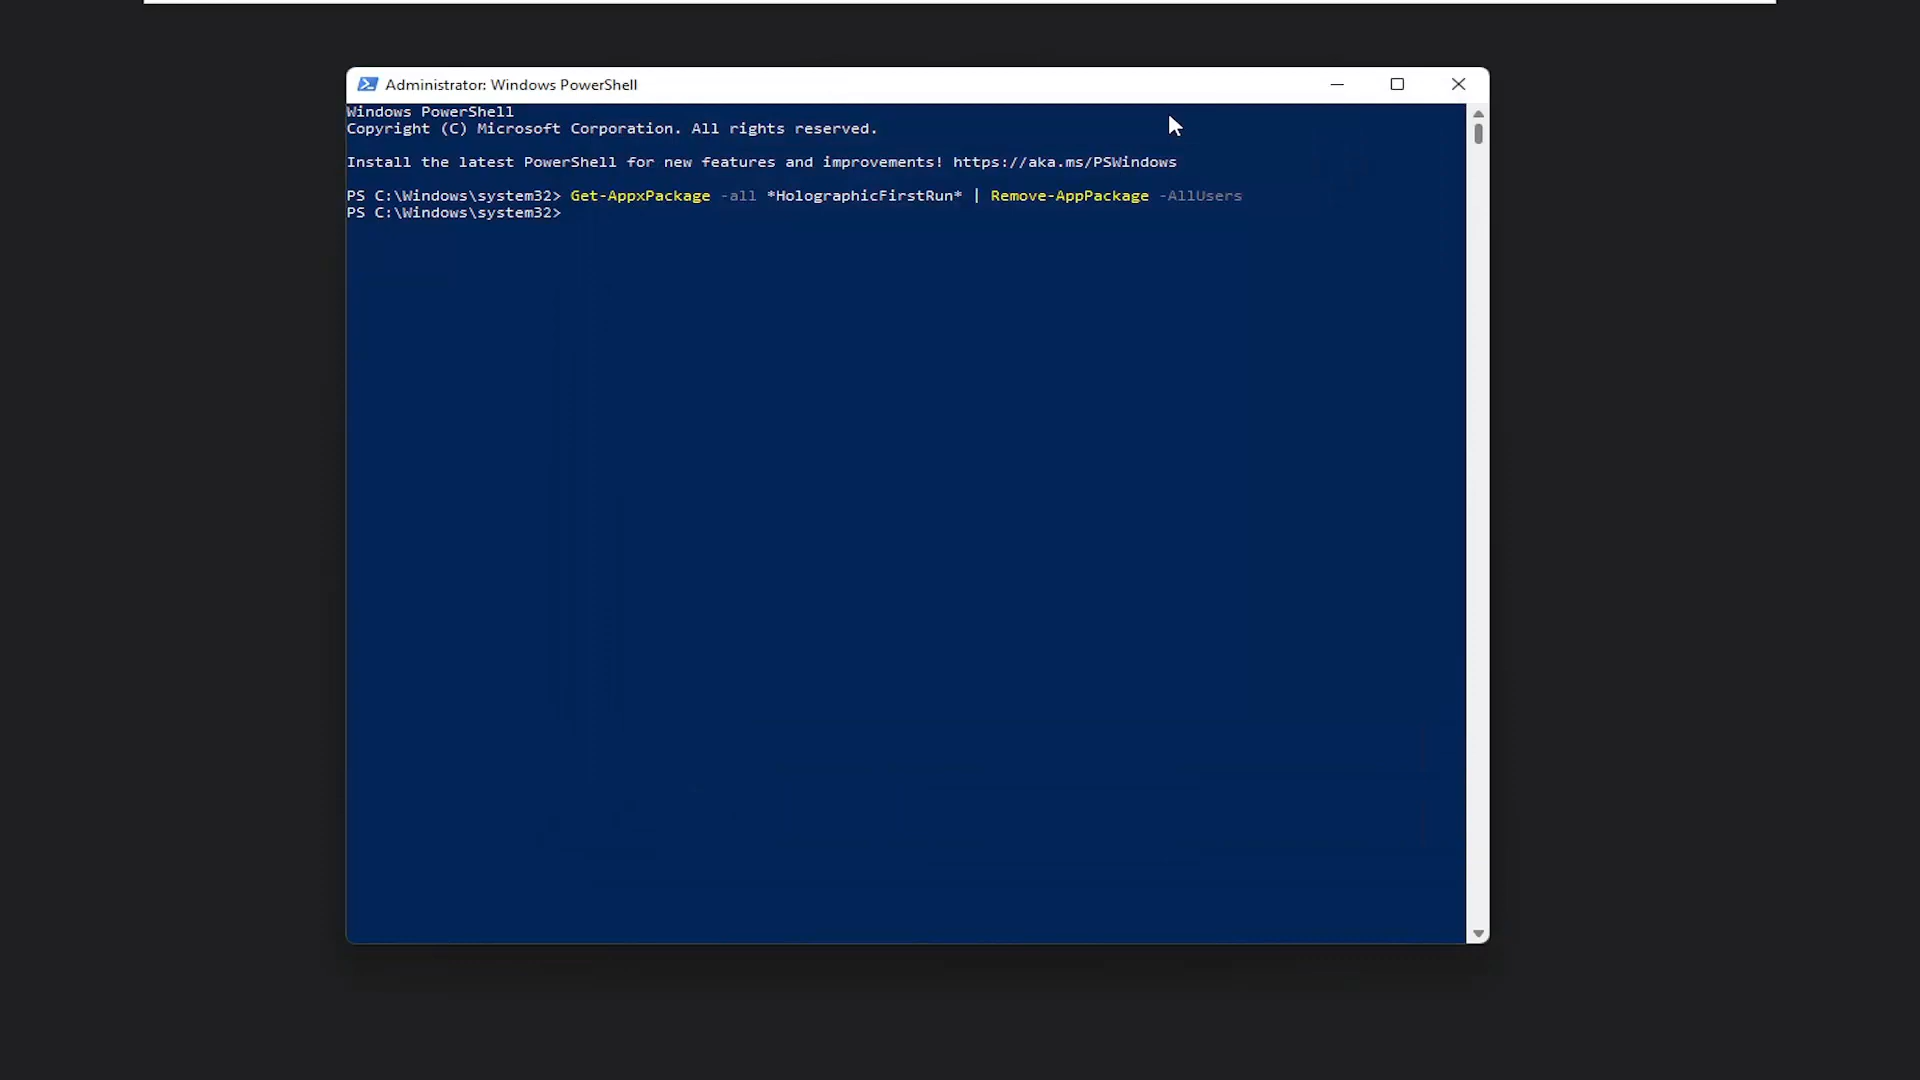 Administrator: Windows PowerShell
Windows PowerShell
Copyright (C) Microsoft Corporation. All rights reserved.
Install the latest PowerShell for new features and improvements! https://aka.ms/PSWindows
PS C:\Windows\system32> Get-AppxPackage -all *HolographicFirstRun* | Remove-AppPackage -AllUsers
PS C:\Windows\system32>